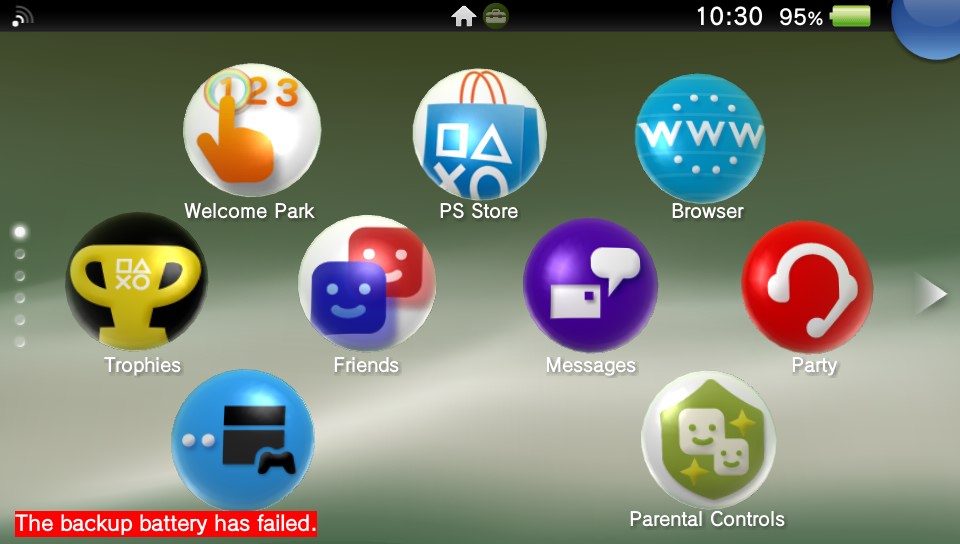 10:30 95%
123
WWW
Welcome Park PS Store Browser
Trophies Friends Messages Party
The backup battery has failed.
Parental Controls